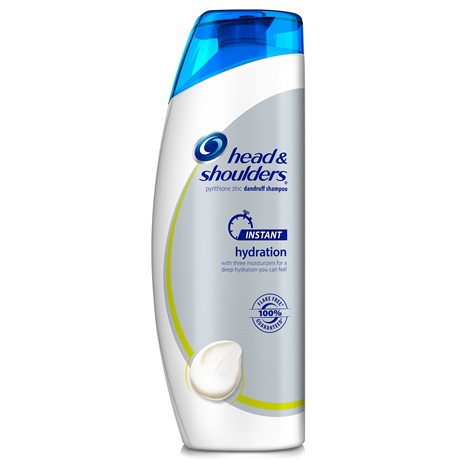 head &
shoulders®
pyrithione zinc dandruff shampoo
INSTANT
hydration
with three moisturizers for a
deep hydration you can feel
FLAKE FREE*
100%
GUARANTEED